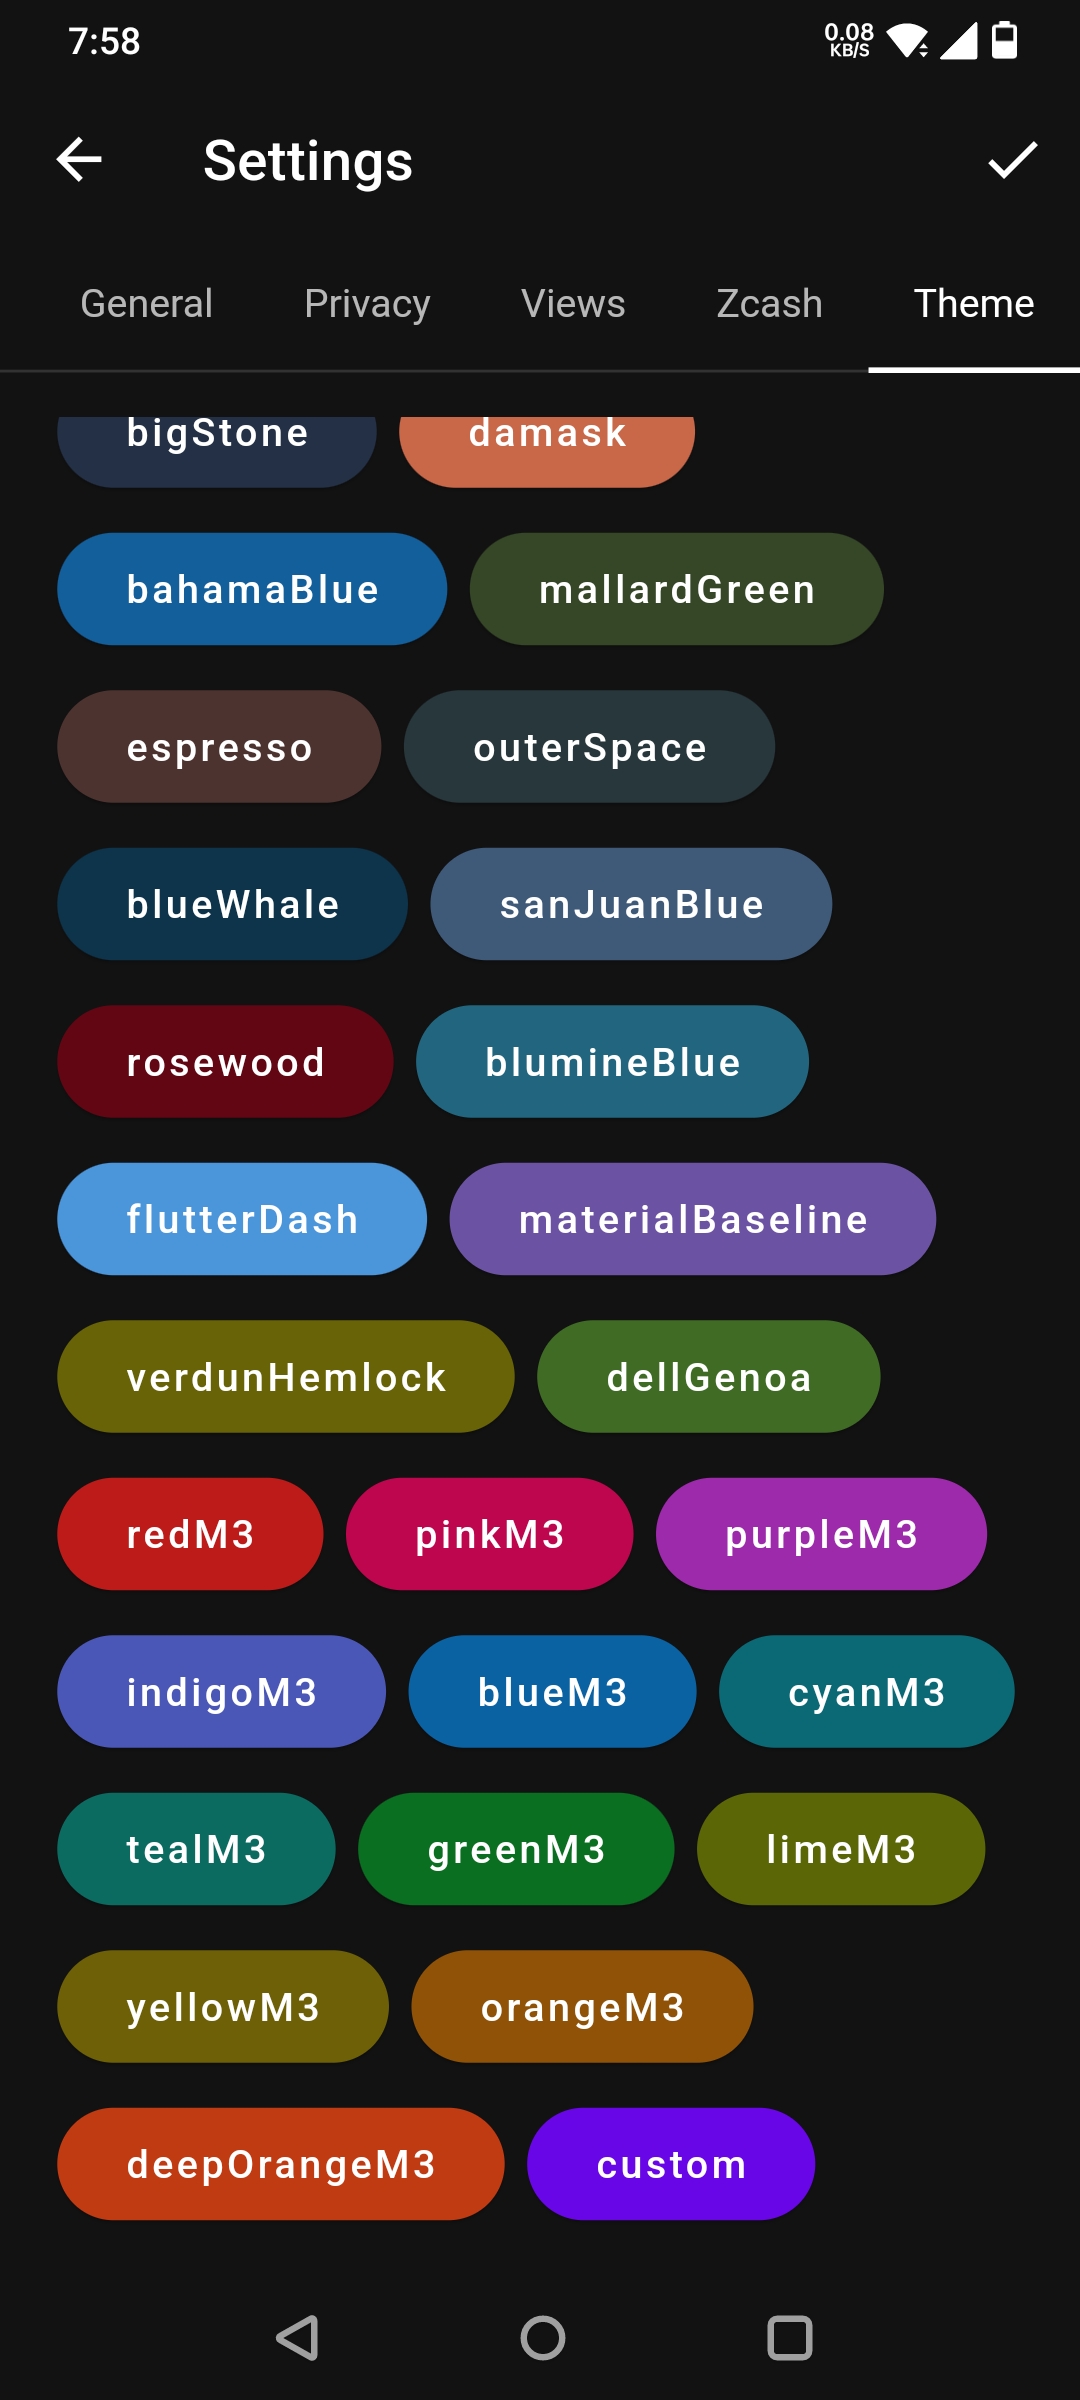 7:58 0.08 KB/S
Settings
General Privacy Views Zcash Theme
bigStone damask
bahamaBlue mallardGreen
espresso outerSpace
blueWhale sanJuanBlue
rosewood blumineBlue
flutterDash materialBaseline
verdunHemlock dellGenoa
redM3 pinkM3 purpleM3
indigoM3 blueM3 cyanM3
tealM3 greenM3 limeM3
yellowM3 orangeM3
deepOrangeM3 custom